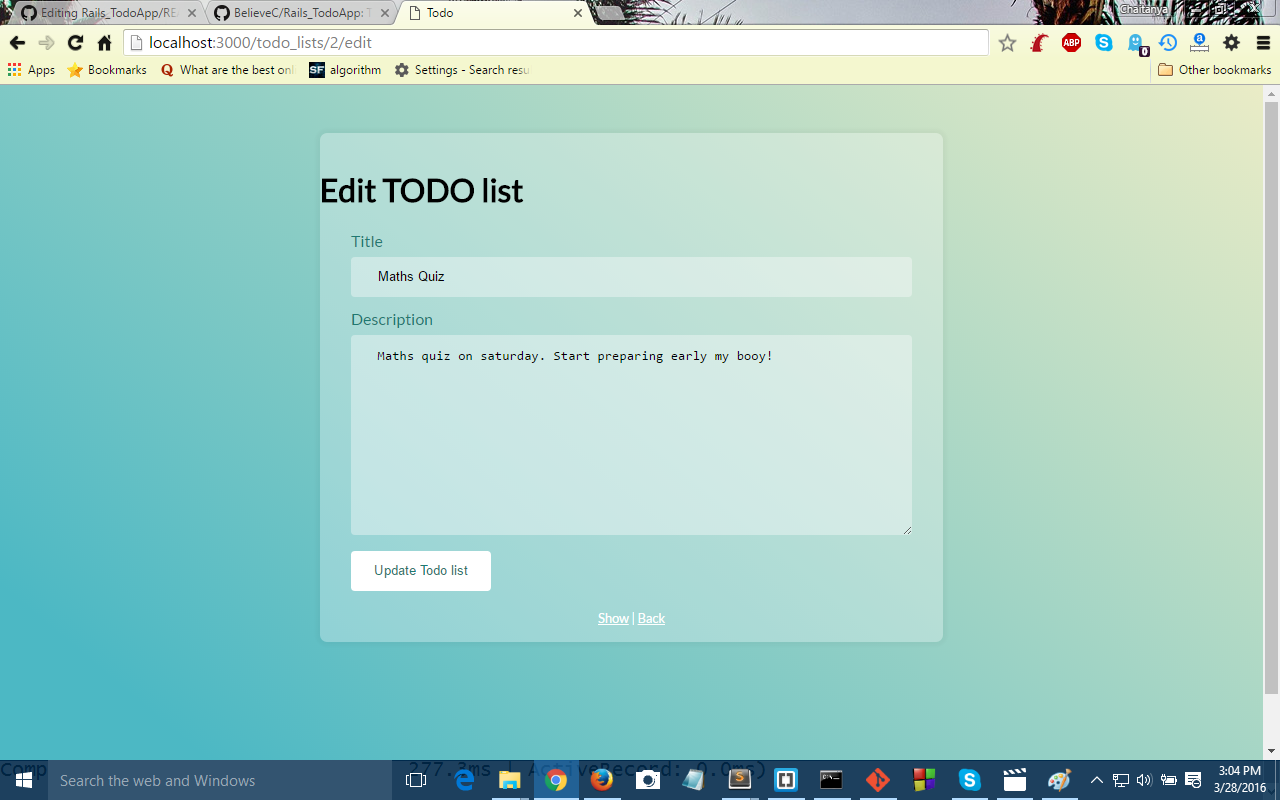 Editing Rails_TodoApp/RE
BelieveC/Rails_TodoApp: T
Todo
Chaitanya
localhost:3000/todo_lists/2/edit
ABP
0
Apps
Bookmarks
What are the best onl
SF algorithm
Settings - Search resu
Other bookmarks
Edit TODO list
Title
Maths Quiz
Description
Maths quiz on saturday. Start preparing early my booy!
Update Todo list
Show | Back
Comp
277.3ms | ActiveRecord: 0.0ms)
Search the web and Windows
3:04 PM
3/28/2016